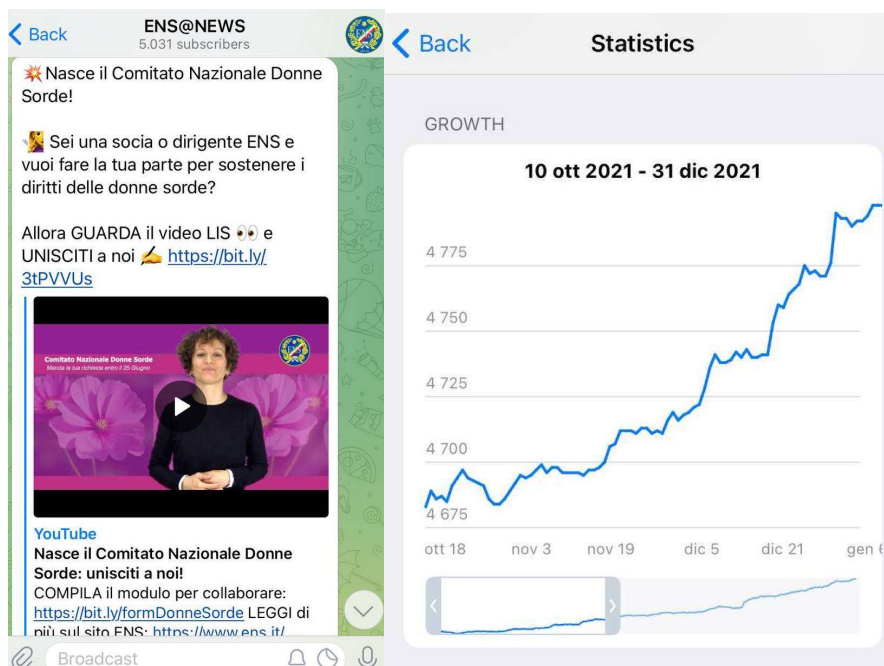 Back
ENS@NEWS
5.031 subscribers
💥Nasce il Comitato Nazionale Donne
Sorde!
🧏‍♀️ Sei una socia o dirigente ENS e
vuoi fare la tua parte per sostenere i
diritti delle donne sorde?
Allora GUARDA il video LIS 👀 e
UNISCITI a noi ✍️ https://bit.ly/
3tPVVUs
Comitato Nazionale Donne Sorde
Manda la tua richiesta entro il 25 Giugno
YouTube
Nasce il Comitato Nazionale Donne
Sorde: unisciti a noi!
COMPILA il modulo per collaborare:
https://bit.ly/formDonneSorde LEGGI di
più sul sito ENS: https://www.ens.it/
Broadcast
Back
Statistics
GROWTH
10 ott 2021 - 31 dic 2021
4 775
4 750
4 725
4 700
4 675
ott 18 nov 3 nov 19 dic 5 dic 21 gen 6